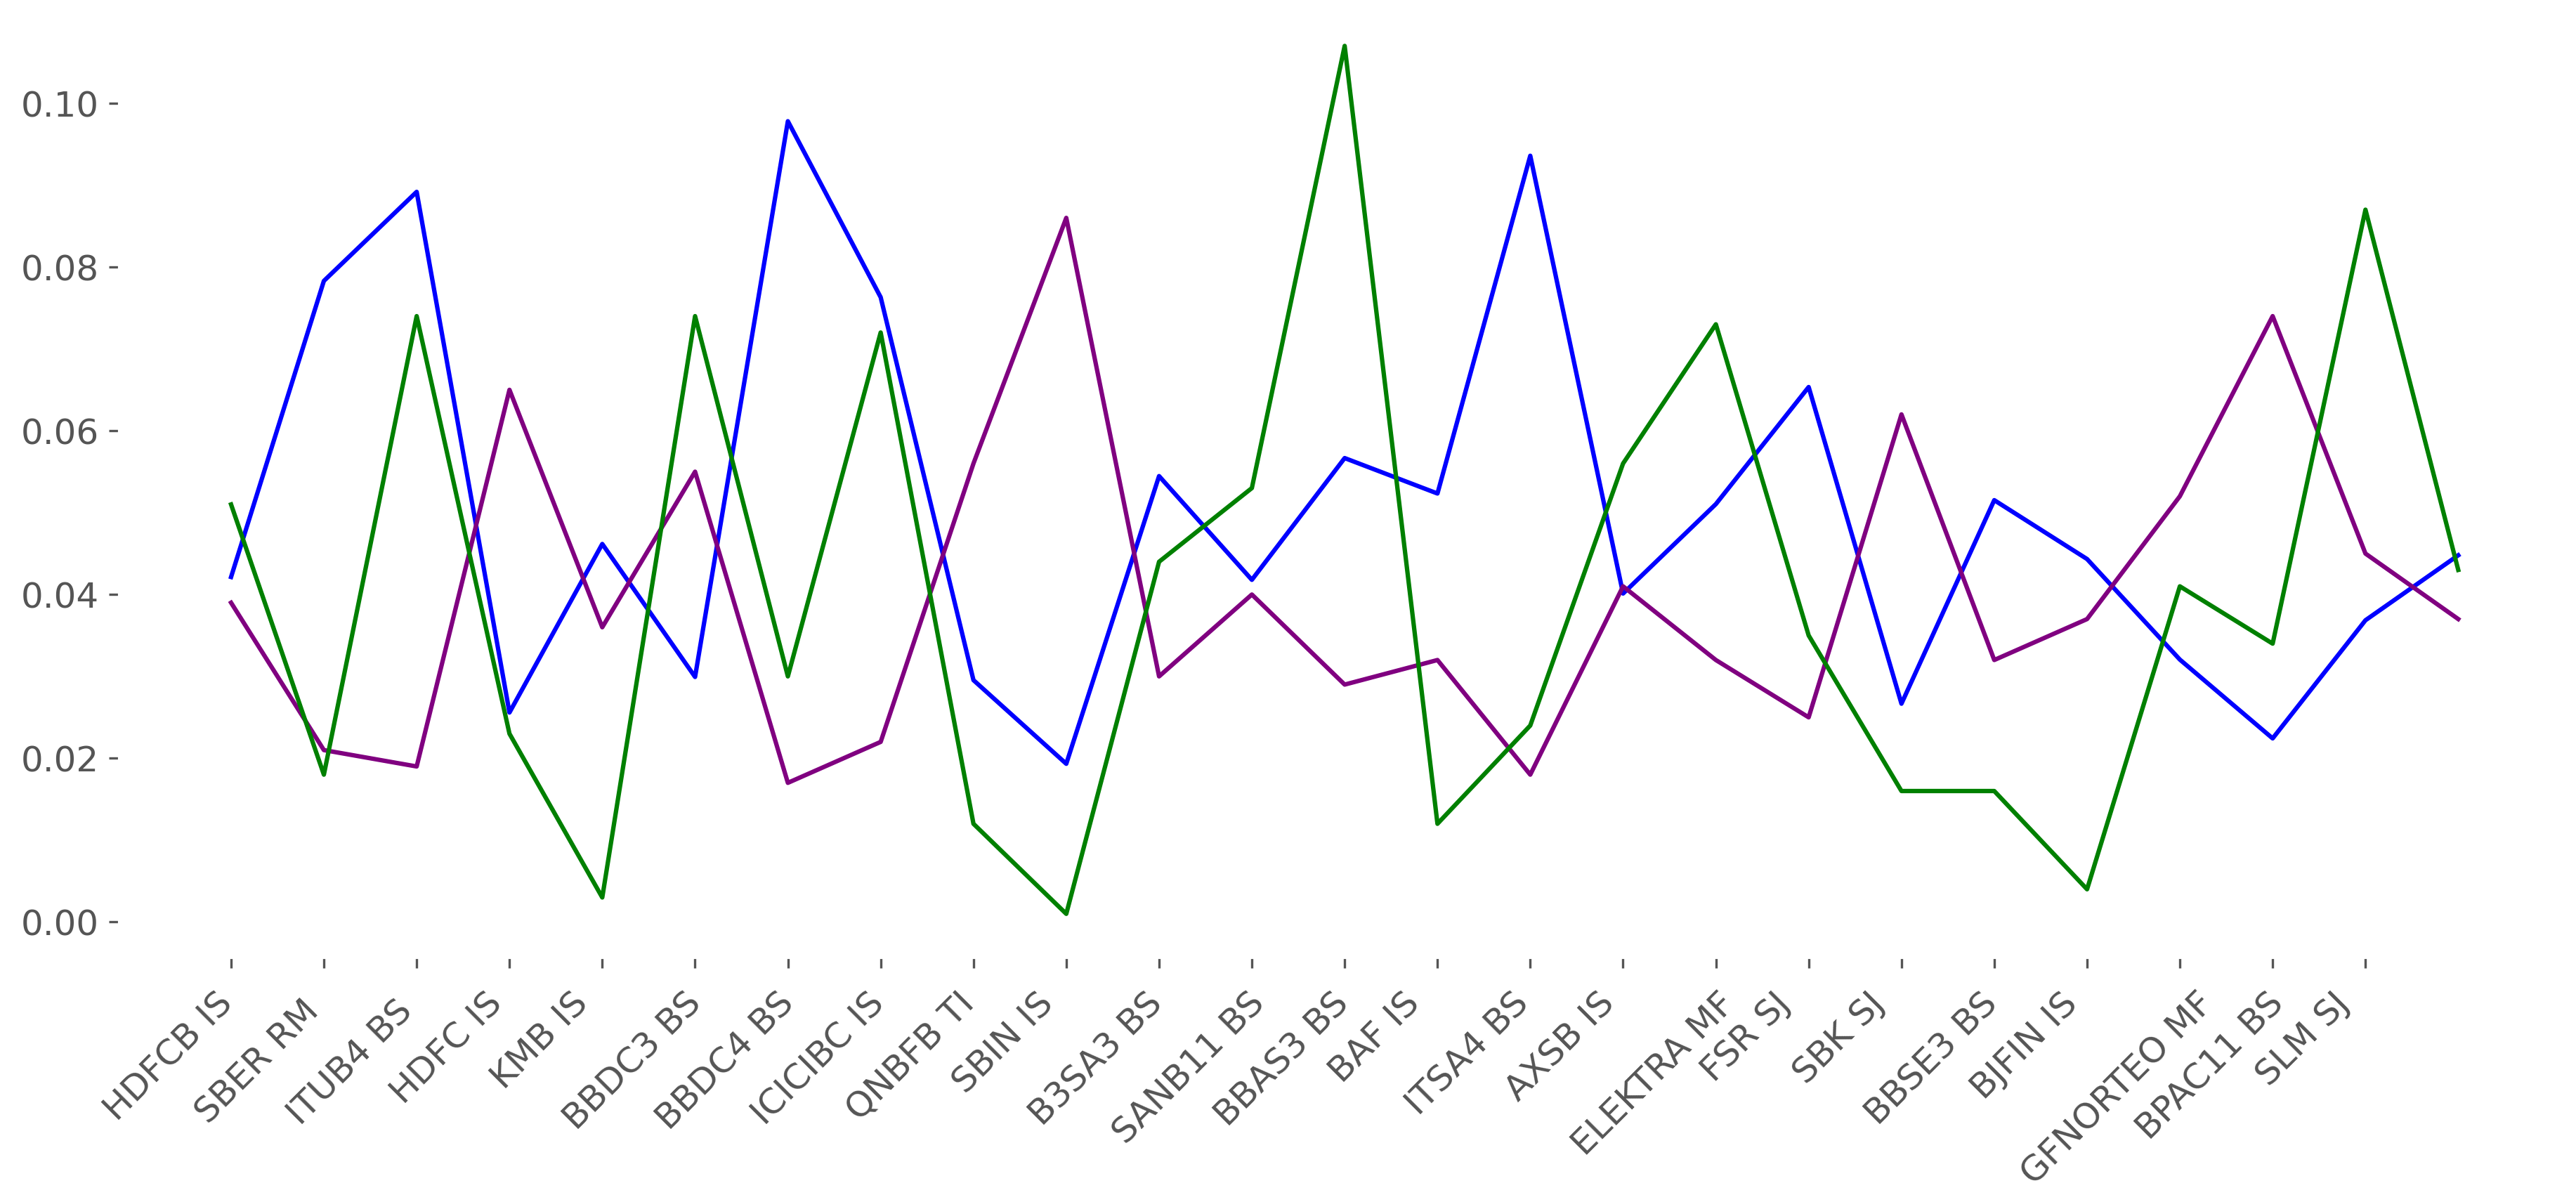 0.10
0.08
0.06
0.04
0.02
0.00
HDFCB IS
SBER RM
ITUB4 BS
HDFC IS
KMB IS
BBDC3 BS
BBDC4 BS
ICICIBC IS
QNBFB TI
SBIN IS
B3SA3 BS
SANB11 BS
BBAS3 BS
BAF IS
ITSA4 BS
AXSB IS
ELEKTRA MF
FSR SJ
SBK SJ
BBSE3 BS
BJFIN IS
GFNORTEO MF
BPAC11 BS
SLM SJ